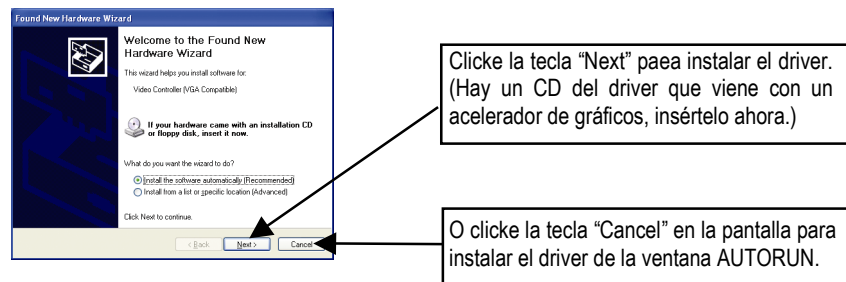 Found New Hardware Wizard
Welcome to the Found New
Hardware Wizard
This wizard helps you install software for:
Video Controller (VGA Compatible)
If your hardware came with an installation CD
or floppy disk, insert it now.
What do you want the wizard to do?
Install the software automatically (Recommended)
Install from a list or specific location (Advanced)
Click Next to continue.
< Back
Next >
Cancel
Clicke la tecla “Next” paea instalar el driver.
(Hay un CD del driver que viene con un
acelerador de gráficos, insértelo ahora.)
O clicke la tecla “Cancel” en la pantalla para
instalar el driver de la ventana AUTORUN.